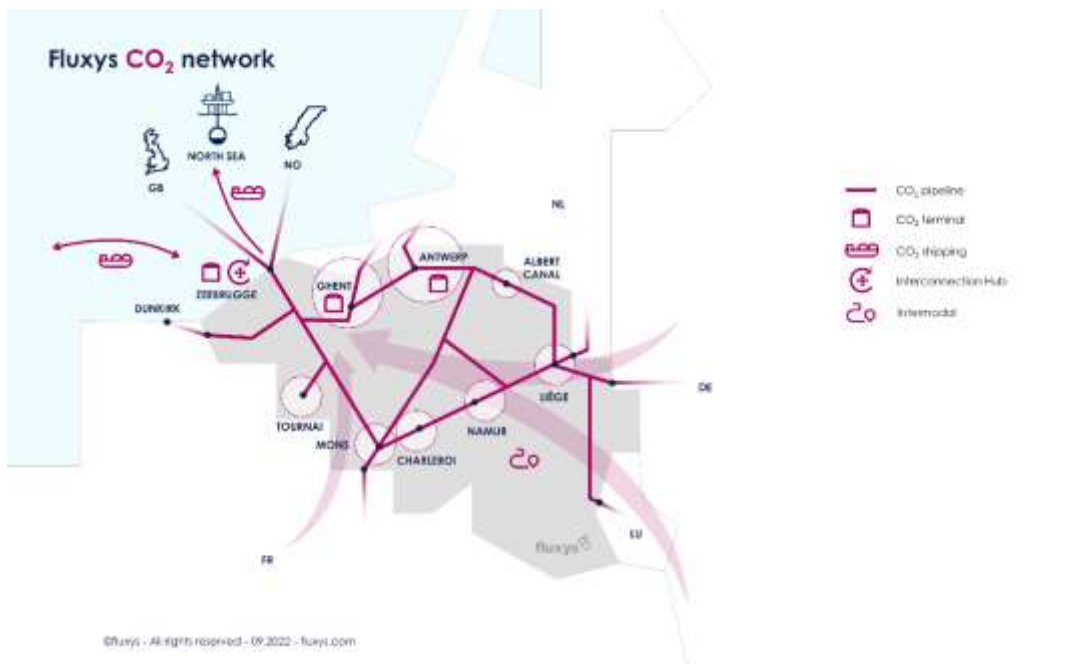 Fluxys CO₂ network
NORTH SEA
NO
GB
NL
ANTWERP
ALBERT
CANAL
GHENT
ZEEBRUGGE
DUNKIRK
DE
LIÈGE
TOURNAI
NAMUR
MONS
CHARLEROI
LU
FR
fluxys
©fluxys - All rights reserved - 09.2022 - fluxys.com
CO₂ pipeline
CO₂ terminal
CO₂ shipping
Interconnection Hub
Intermodal